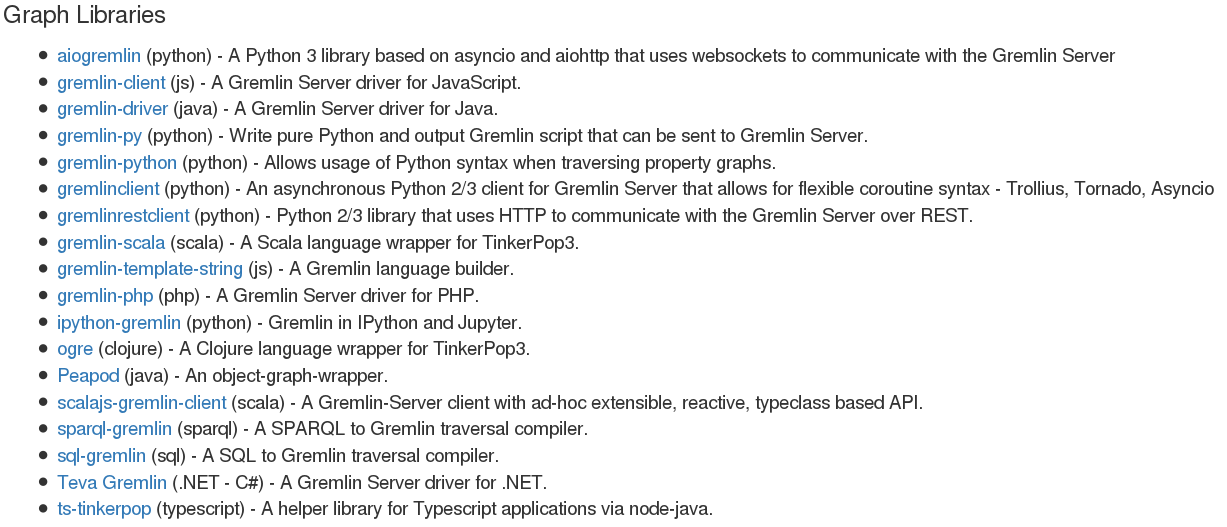 Graph Libraries
• aiogremlin (python) - A Python 3 library based on asyncio and aiohttp that uses websockets to communicate with the Gremlin Server
• gremlin-client (js) - A Gremlin Server driver for JavaScript.
• gremlin-driver (java) - A Gremlin Server driver for Java.
• gremlin-py (python) - Write pure Python and output Gremlin script that can be sent to Gremlin Server.
• gremlin-python (python) - Allows usage of Python syntax when traversing property graphs.
• gremlinclient (python) - An asynchronous Python 2/3 client for Gremlin Server that allows for flexible coroutine syntax - Trollius, Tornado, Asyncio
• gremlinrestclient (python) - Python 2/3 library that uses HTTP to communicate with the Gremlin Server over REST.
• gremlin-scala (scala) - A Scala language wrapper for TinkerPop3.
• gremlin-template-string (js) - A Gremlin language builder.
• gremlin-php (php) - A Gremlin Server driver for PHP.
• ipython-gremlin (python) - Gremlin in IPython and Jupyter.
• ogre (clojure) - A Clojure language wrapper for TinkerPop3.
• Peapod (java) - An object-graph-wrapper.
• scalajs-gremlin-client (scala) - A Gremlin-Server client with ad-hoc extensible, reactive, typeclass based API.
• sparql-gremlin (sparql) - A SPARQL to Gremlin traversal compiler.
• sql-gremlin (sql) - A SQL to Gremlin traversal compiler.
• Teva Gremlin (.NET - C#) - A Gremlin Server driver for .NET.
• ts-tinkerpop (typescript) - A helper library for Typescript applications via node-java.